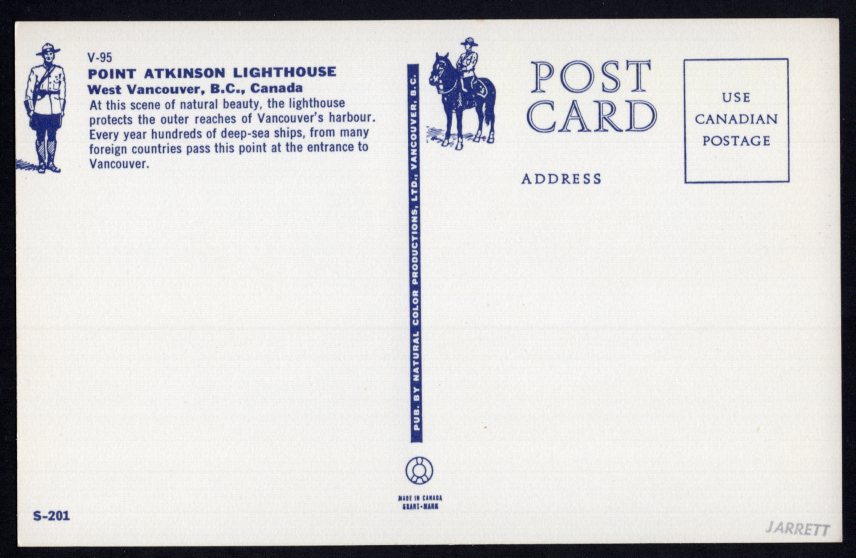 V-95
POINT ATKINSON LIGHTHOUSE
West Vancouver, B.C., Canada
At this scene of natural beauty, the lighthouse
protects the outer reaches of Vancouver's harbour.
Every year hundreds of deep-sea ships, from many
foreign countries pass this point at the entrance to
Vancouver.
S-201
PUB. BY NATURAL COLOR PRODUCTIONS, LTD., VANCOUVER, B.C.
MADE IN CANADA
GRANT-MANN
POST
CARD
ADDRESS
USE
CANADIAN
POSTAGE
JARRETT